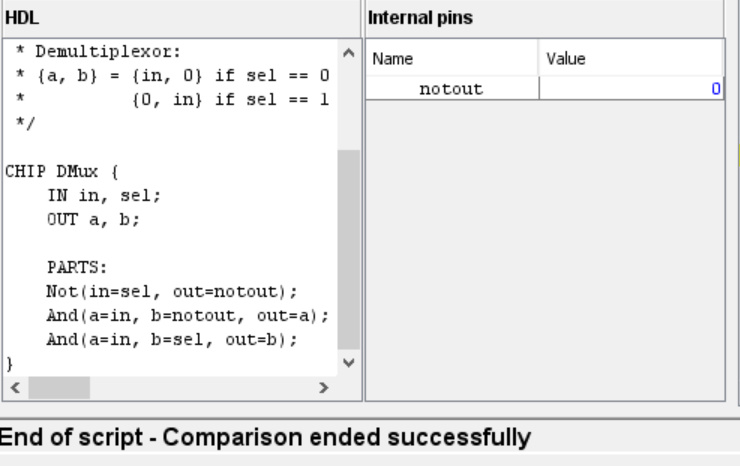 HDL
* Demultiplexor:
* {a, b} = {in, 0} if sel == 0
* {0, in} if sel == 1
*/
CHIP DMux {
IN in, sel;
OUT a, b;
PARTS:
Not(in=sel, out=notout);
And(a=in, b=notout, out=a);
And(a=in, b=sel, out=b);
}
Internal pins
Name Value
notout 0
End of script - Comparison ended successfully